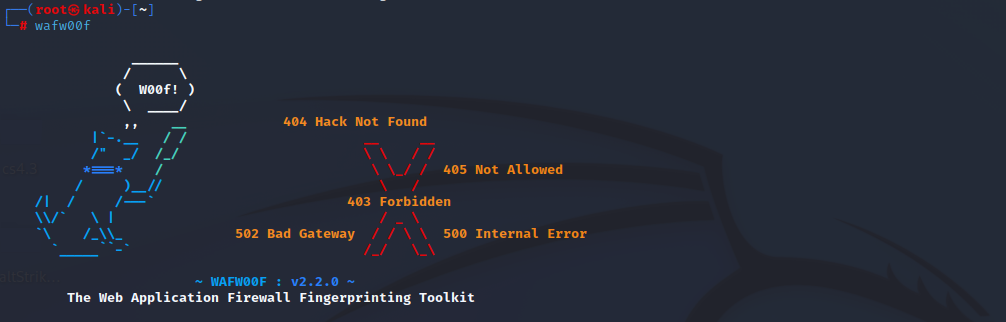 ┌──(root㉿kali)-[~]
└─# wafw00f
W00f!
404 Hack Not Found
405 Not Allowed
403 Forbidden
502 Bad Gateway 500 Internal Error
~ WAFW00F : v2.2.0 ~
The Web Application Firewall Fingerprinting Toolkit